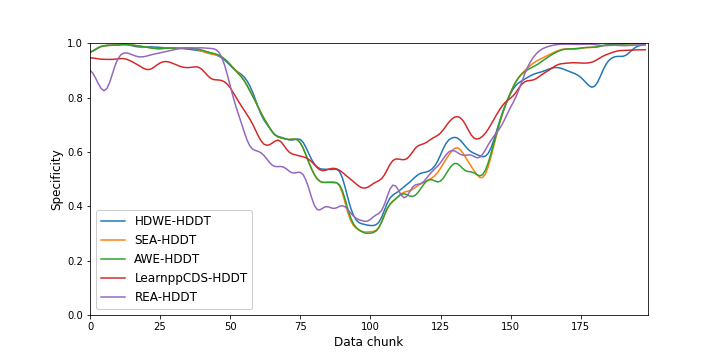 1.0
0.8
0.6
0.4
0.2
0.0
Specificity
HDWE-HDDT
SEA-HDDT
AWE-HDDT
LearnppCDS-HDDT
REA-HDDT
0 25 50 75 100 125 150 175
Data chunk